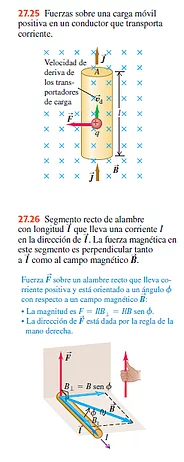 27.25 Fuerzas sobre una carga móvil
positiva en un conductor que transporta
corriente.
J
Velocidad de
deriva de
los trans-
portadores
de carga
A
v_d
F
q
l
J
B
27.26 Segmento recto de alambre
con longitud l que lleva una corriente I
en la dirección de l. La fuerza magnética en
este segmento es perpendicular tanto
a l como al campo magnético B.
Fuerza F sobre un alambre recto que lleva co-
rriente positiva y está orientado a un ángulo ϕ
con respecto a un campo magnético B:
• La magnitud es F = IlB⊥ = IlB sen ϕ.
• La dirección de F está dada por la regla de la
mano derecha.
F
B⊥ = B sen ϕ
B
ϕ
B∥
l
I